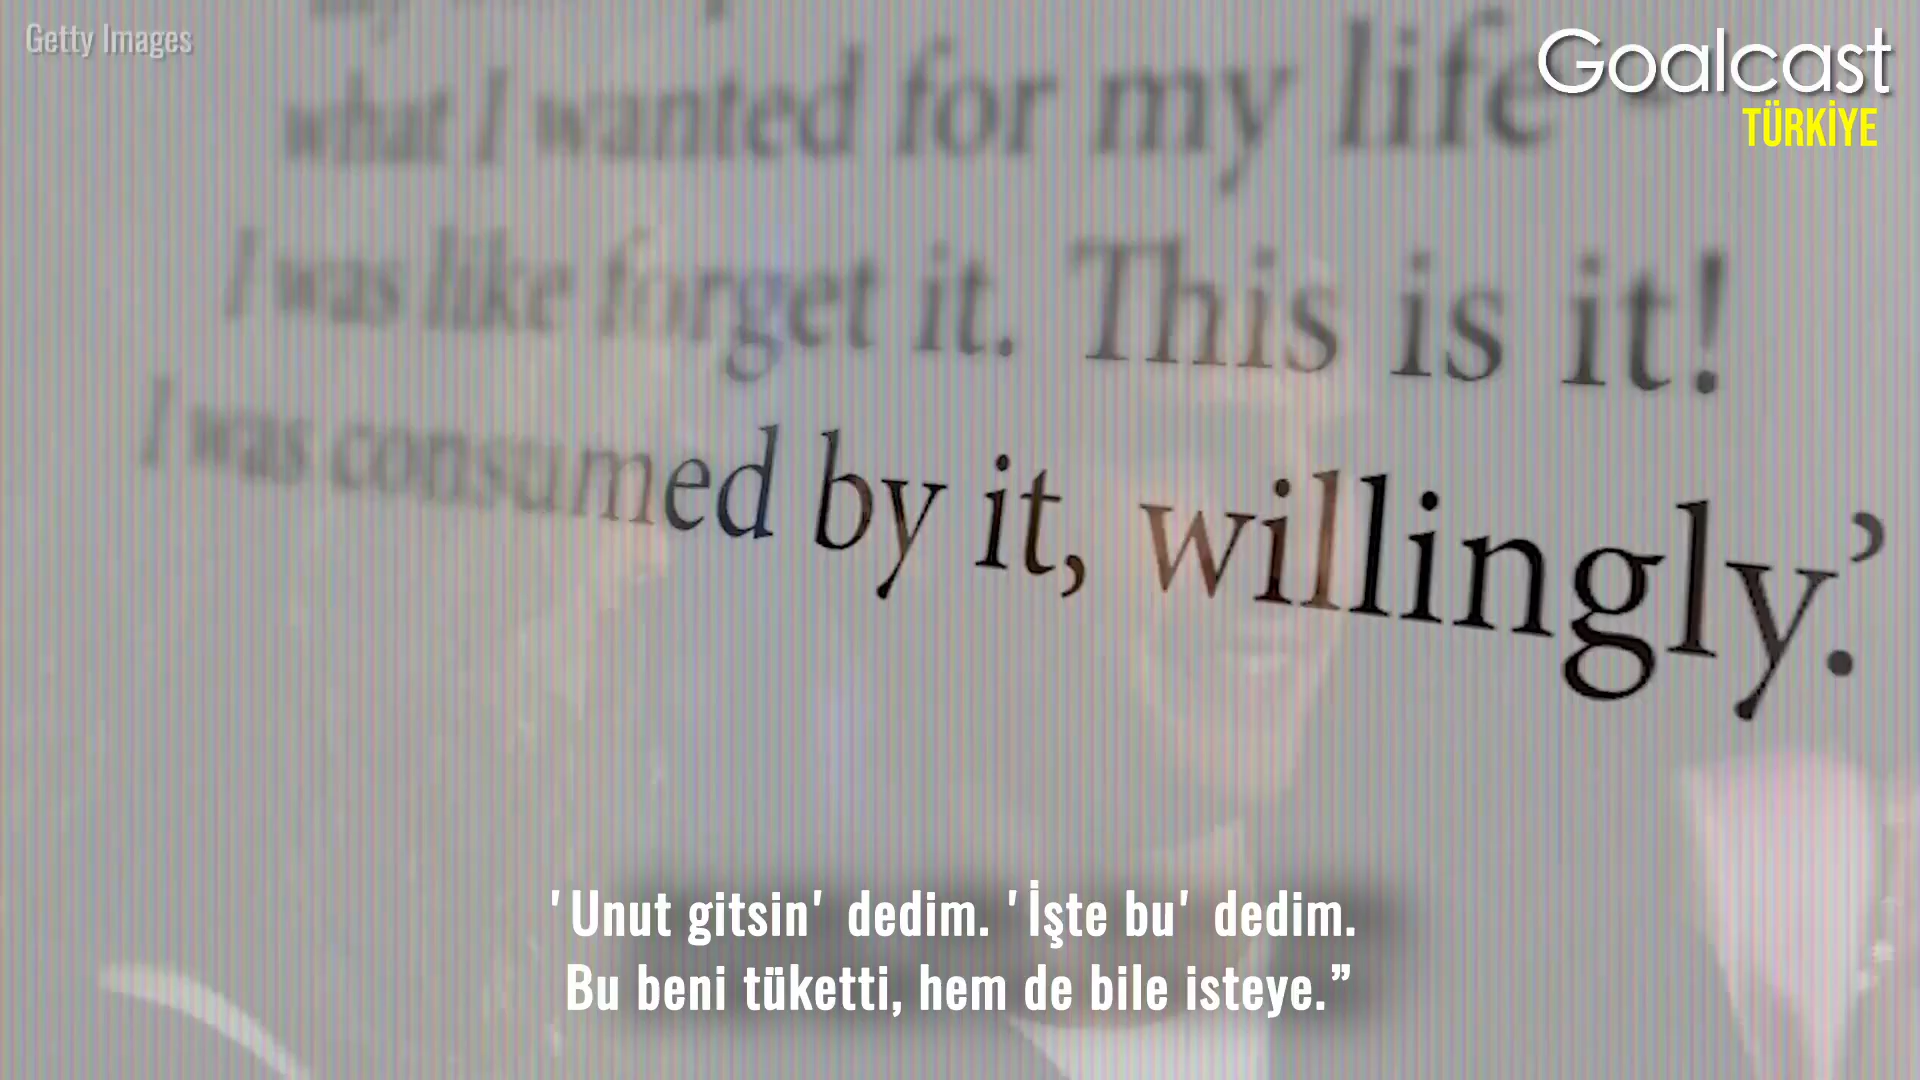 Getty Images
Goalcast
TÜRKİYE
what I wanted for my life
I was like forget it. This is it!
I was consumed by it, willingly.’
'Unut gitsin' dedim. 'İşte bu' dedim.
Bu beni tüketti, hem de bile isteye.”